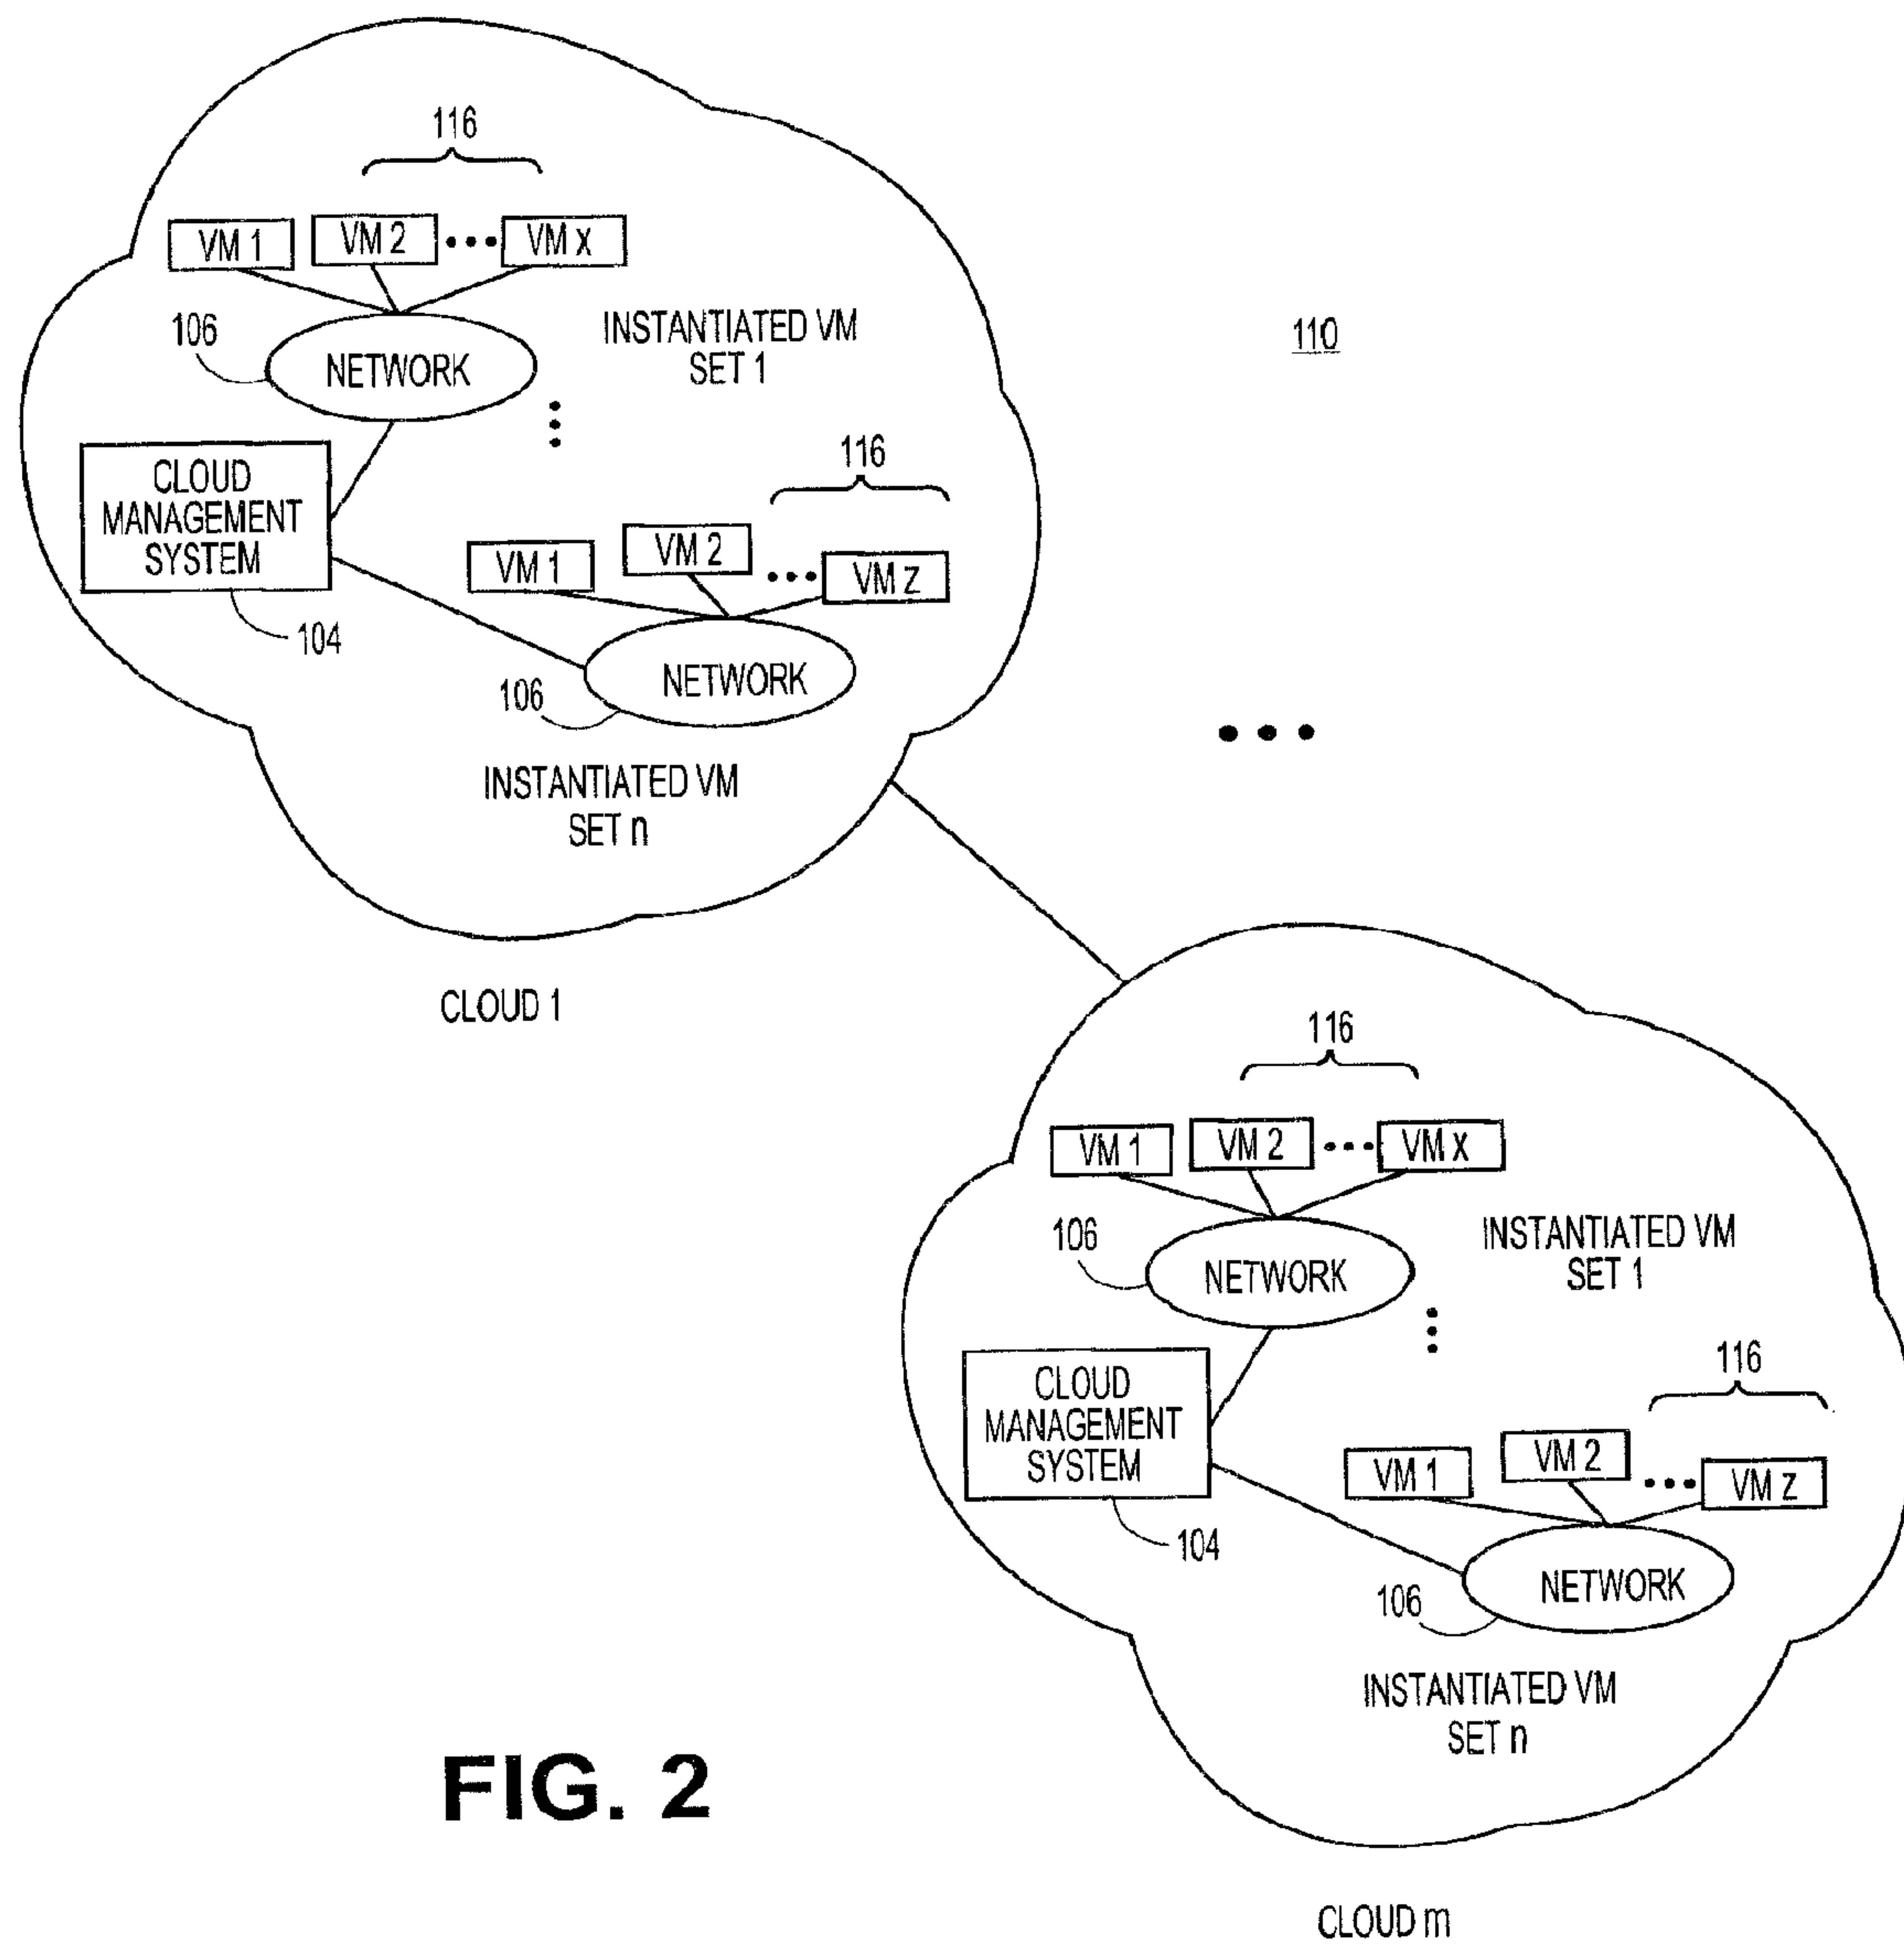 116
VM 1
VM 2
VM X
106
NETWORK
INSTANTIATED VM
SET 1
110
CLOUD
MANAGEMENT
SYSTEM
116
VM 1
VM 2
VM Z
104
106
NETWORK
INSTANTIATED VM
SET n
CLOUD 1
116
VM 1
VM 2
VM X
106
NETWORK
INSTANTIATED VM
SET 1
CLOUD
MANAGEMENT
SYSTEM
116
VM 1
VM 2
VM Z
104
106
NETWORK
INSTANTIATED VM
SET n
FIG. 2
CLOUD m